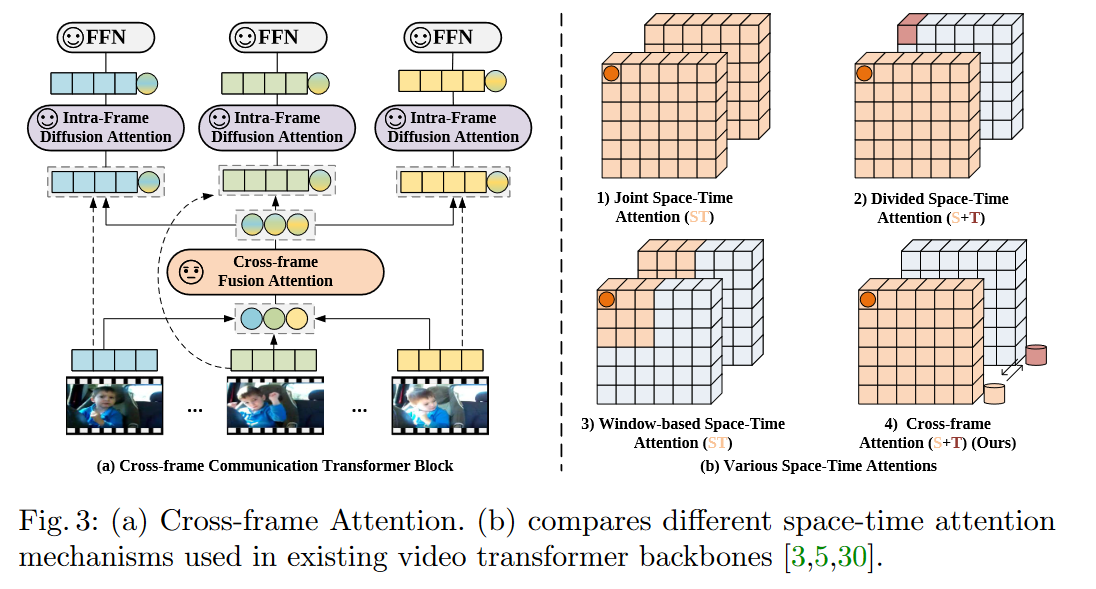 FFN
FFN
FFN
Intra-Frame
Diffusion Attention
Intra-Frame
Diffusion Attention
Intra-Frame
Diffusion Attention
Cross-frame
Fusion Attention
...
...
(a) Cross-frame Communication Transformer Block
1) Joint Space-Time
Attention (ST)
2) Divided Space-Time
Attention (S+T)
3) Window-based Space-Time
Attention (ST)
4) Cross-frame
Attention (S+T) (Ours)
(b) Various Space-Time Attentions
Fig. 3: (a) Cross-frame Attention. (b) compares different space-time attention
mechanisms used in existing video transformer backbones [3,5,30].